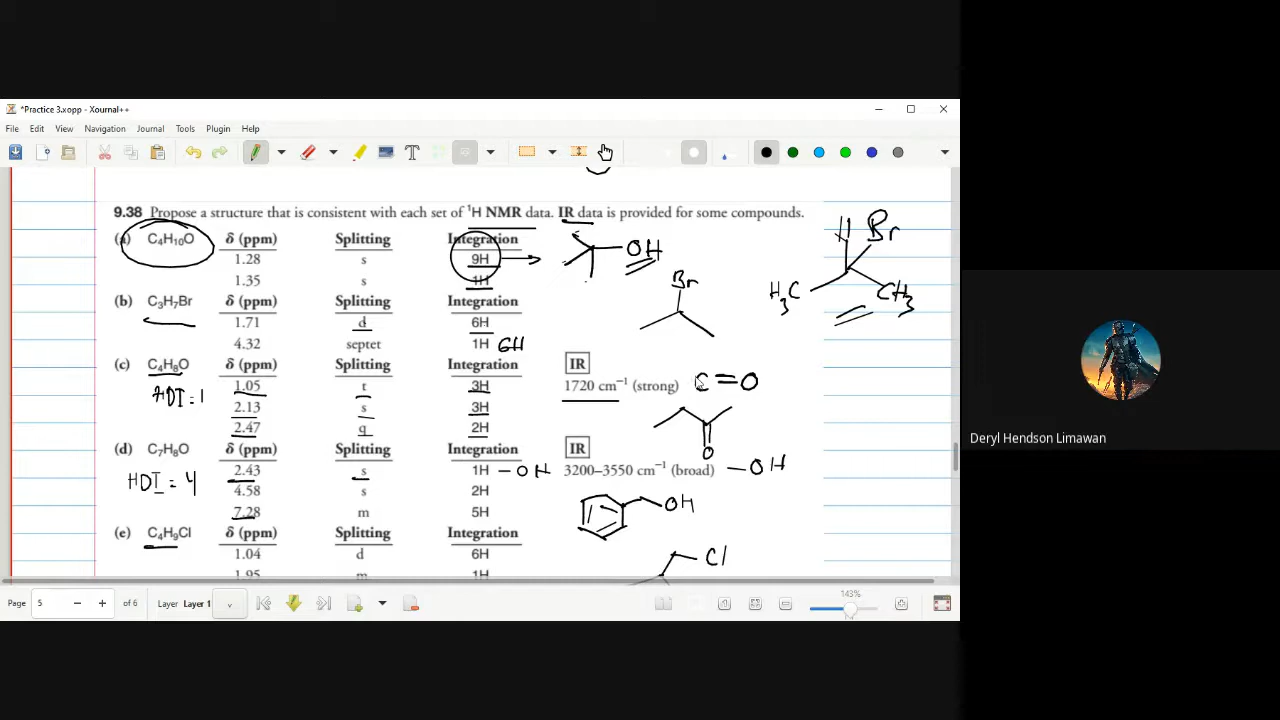 *Practice 3.xopp - Xournal++
File Edit View Navigation Journal Tools Plugin Help
9.38 Propose a structure that is consistent with each set of ¹H NMR data. IR data is provided for some compounds.
(a) C₄H₁₀O δ (ppm) Splitting Integration
1.28 s 9H
OH
1.35 s 1H
Br
H Br
H₃C CH₃
(b) C₃H₇Br δ (ppm) Splitting Integration
1.71 d 6H
4.32 septet 1H 6H
(c) C₄H₈O δ (ppm) Splitting Integration IR
HDI = 1 1.05 t 3H 1720 cm⁻¹ (strong) C=O
2.13 s 3H
2.47 q 2H
O
(d) C₇H₈O δ (ppm) Splitting Integration IR
HDI = 4 2.43 s 1H -OH 3200–3550 cm⁻¹ (broad) -OH
4.58 s 2H
7.28 m 5H
OH
(e) C₄H₉Cl δ (ppm) Splitting Integration
1.04 d 6H
Cl
1.95 m 1H
Page 5 of 6 Layer Layer 1 143%
Deryl Hendson Limawan